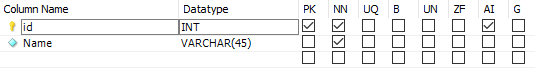 Column Name Datatype PK NN UQ B UN ZF AI G
id INT
Name VARCHAR(45)